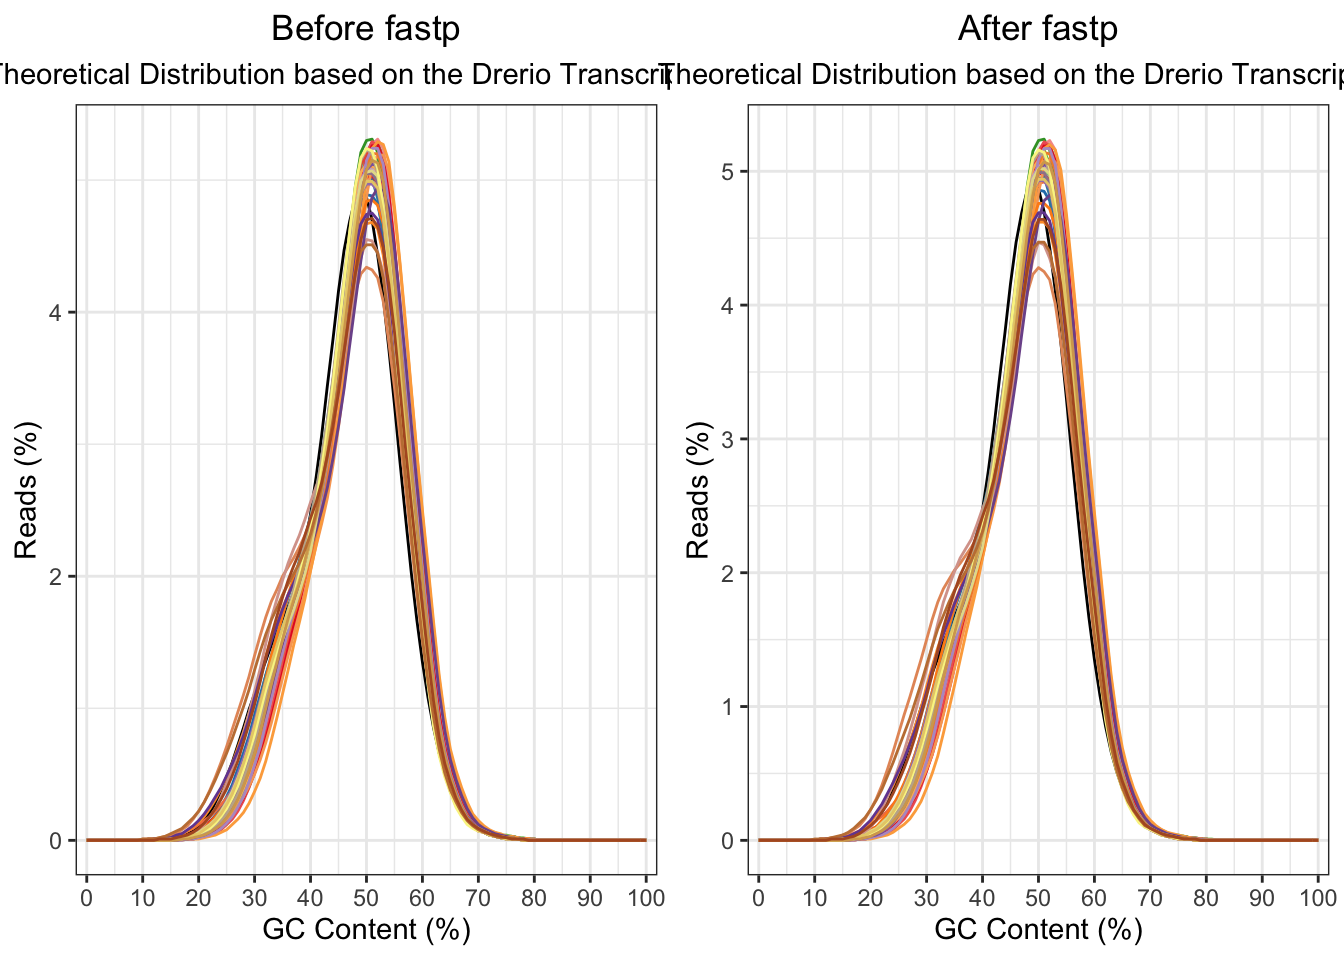 Before fastp
Theoretical Distribution based on the Drerio Transcrip
4
2
0
Reads (%)
0 10 20 30 40 50 60 70 80 90 100
GC Content (%)
After fastp
Theoretical Distribution based on the Drerio Transcrip
5
4
3
2
1
0
Reads (%)
0 10 20 30 40 50 60 70 80 90 100
GC Content (%)